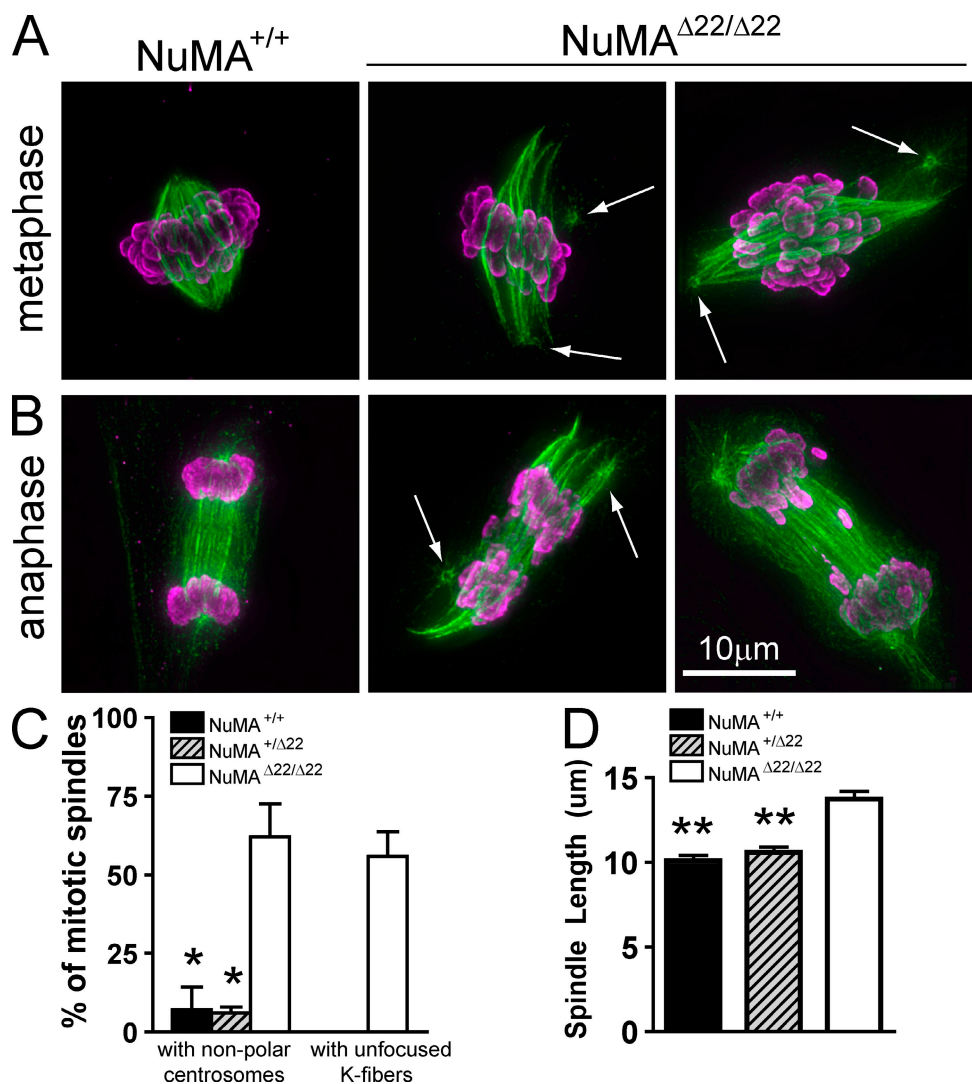 A
NuMA+/+
NuMAΔ22/Δ22
metaphase
B
anaphase
10μm
C
% of mitotic spindles
100
75
50
25
0
NuMA+/+
NuMA+/Δ22
NuMAΔ22/Δ22
*
*
with non-polar
centrosomes
with unfocused
K-fibers
D
Spindle Length (um)
15
10
5
0
NuMA+/+
NuMA+/Δ22
NuMAΔ22/Δ22
**
**